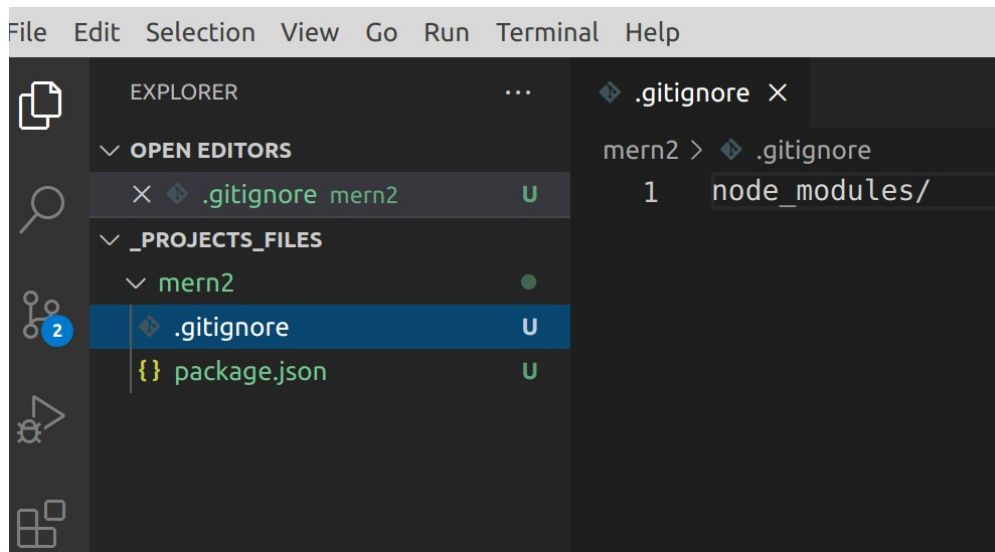 File Edit Selection View Go Run Terminal Help
EXPLORER ...
OPEN EDITORS
.gitignore mern2 U
_PROJECTS_FILES
mern2
.gitignore U
{} package.json U
2
.gitignore
mern2 > .gitignore
1 node_modules/